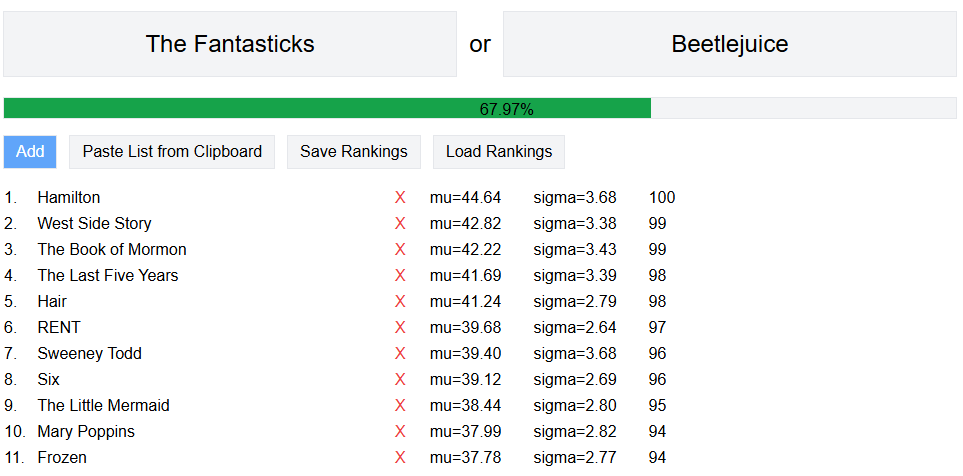 The Fantasticks or Beetlejuice
67.97%
Add Paste List from Clipboard Save Rankings Load Rankings
1. Hamilton X mu=44.64 sigma=3.68 100
2. West Side Story X mu=42.82 sigma=3.38 99
3. The Book of Mormon X mu=42.22 sigma=3.43 99
4. The Last Five Years X mu=41.69 sigma=3.39 98
5. Hair X mu=41.24 sigma=2.79 98
6. RENT X mu=39.68 sigma=2.64 97
7. Sweeney Todd X mu=39.40 sigma=3.68 96
8. Six X mu=39.12 sigma=2.69 96
9. The Little Mermaid X mu=38.44 sigma=2.80 95
10. Mary Poppins X mu=37.99 sigma=2.82 94
11. Frozen X mu=37.78 sigma=2.77 94